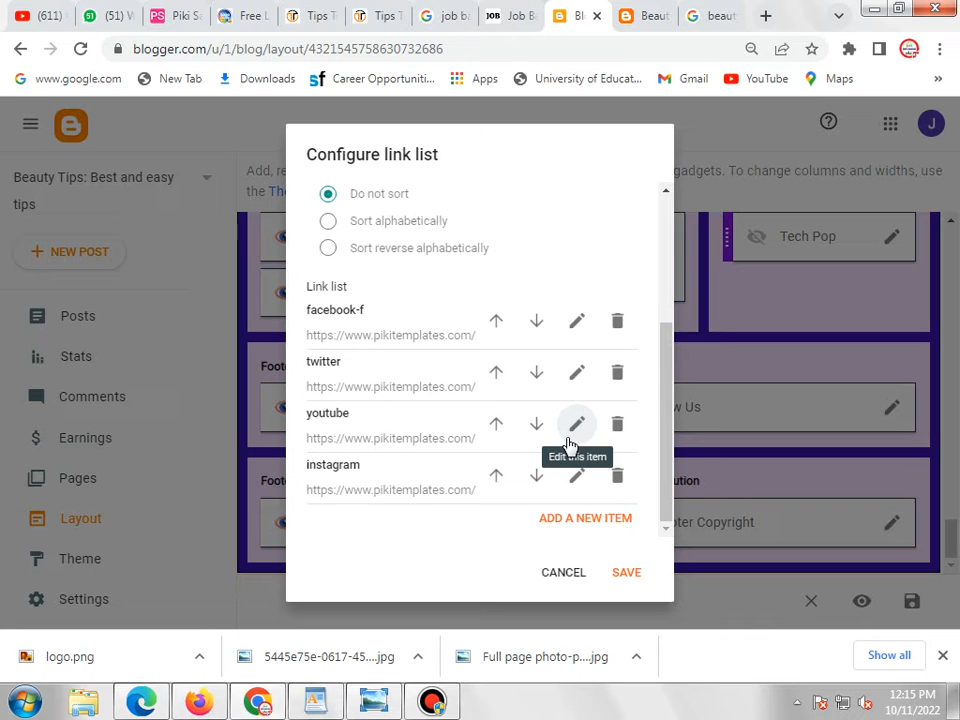 (611)
(51) W
Piki Sa
Free L
Tips T
Tips T
job ba
Job B
Bl
Beaut
beaut
blogger.com/u/1/blog/layout/4321545758630732686
www.google.com
New Tab
Downloads
Career Opportuniti...
Apps
University of Educat...
Gmail
YouTube
Maps
»
J
Beauty Tips: Best and easy
tips
Add, re
gadgets. To change columns and widths, use
the Th
NEW POST
Posts
Stats
Comments
Earnings
Pages
Layout
Theme
Settings
Tech Pop
Foote
w Us
Foote
ution
oter Copyright
Configure link list
Do not sort
Sort alphabetically
Sort reverse alphabetically
Link list
facebook-f
https://www.pikitemplates.com/
twitter
https://www.pikitemplates.com/
youtube
https://www.pikitemplates.com/
Edit this item
instagram
https://www.pikitemplates.com/
ADD A NEW ITEM
CANCEL
SAVE
logo.png
5445e75e-0617-45....jpg
Full page photo-p....jpg
Show all
12:15 PM
10/11/2022